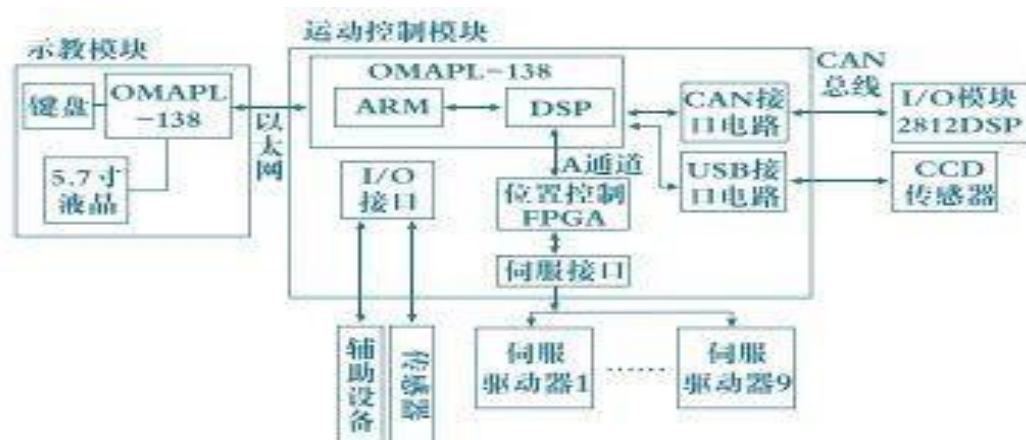 示教模块
键盘
OMAPL
-138
5.7寸
液晶
以太网
运动控制模块
OMAPL-138
ARM
DSP
A通道
I/O
接口
位置控制
FPGA
伺服接口
CAN接
口电路
USB接
口电路
CAN
总线
I/O模块
2812DSP
CCD
传感器
辅助设备
传感器
伺服
驱动器1
......
伺服
驱动器9